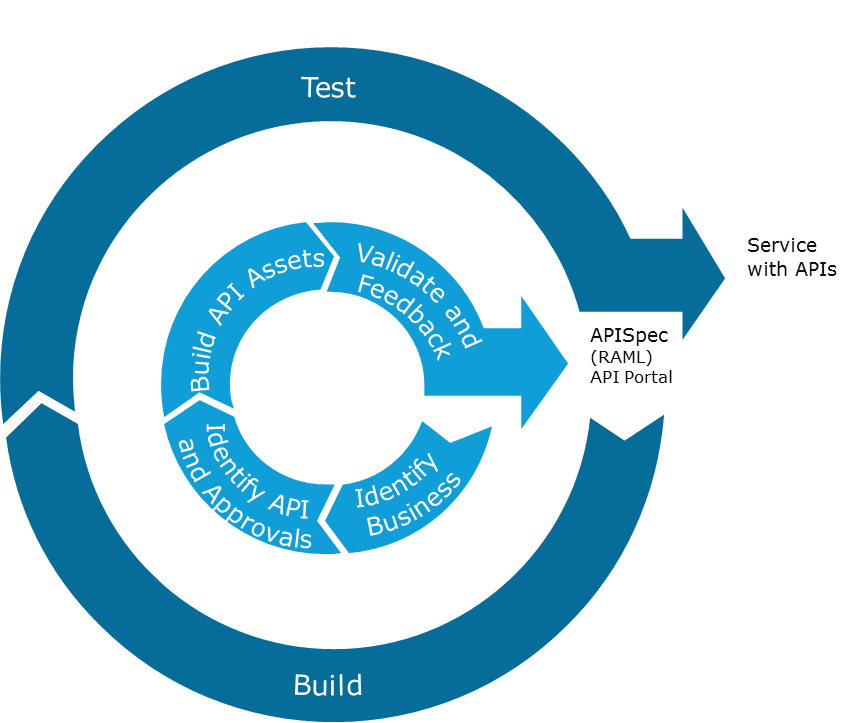 Test
Service
with APIs
Validate and
Feedback
Build API Assets
APISpec
(RAML)
API Portal
Identify API
and Approvals
Identify
Business
Build